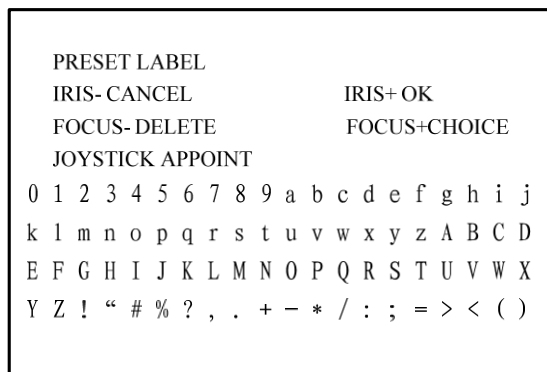 PRESET LABEL
IRIS- CANCEL IRIS+ OK
FOCUS- DELETE FOCUS+CHOICE
JOYSTICK APPOINT
0 1 2 3 4 5 6 7 8 9 a b c d e f g h i j
k l m n o p q r s t u v w x y z A B C D
E F G H I J K L M N O P Q R S T U V W X
Y Z ! “ # % ? , . + − * / : ; = > < ( )